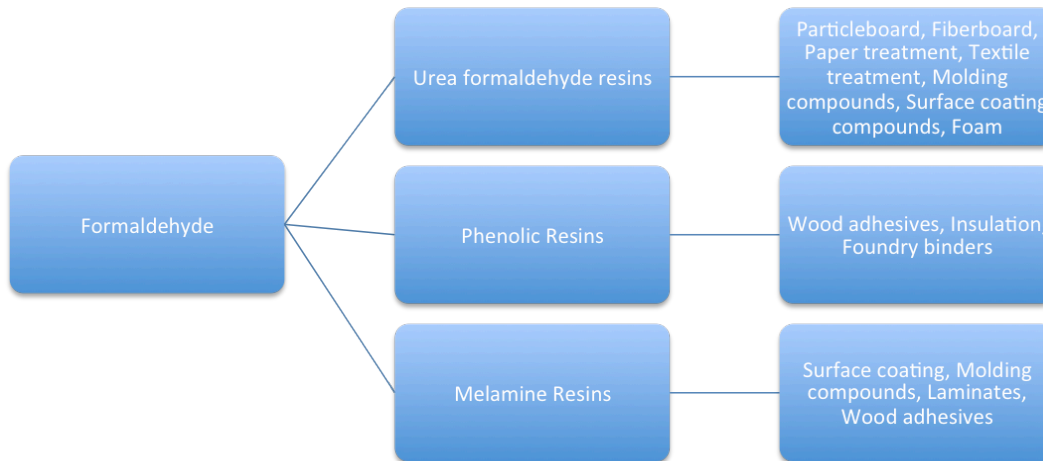 Formaldehyde
Urea formaldehyde resins
Particleboard, Fiberboard,
Paper treatment, Textile
treatment, Molding
compounds, Surface coating
compounds, Foam
Phenolic Resins
Wood adhesives, Insulation,
Foundry binders
Melamine Resins
Surface coating, Molding
compounds, Laminates,
Wood adhesives